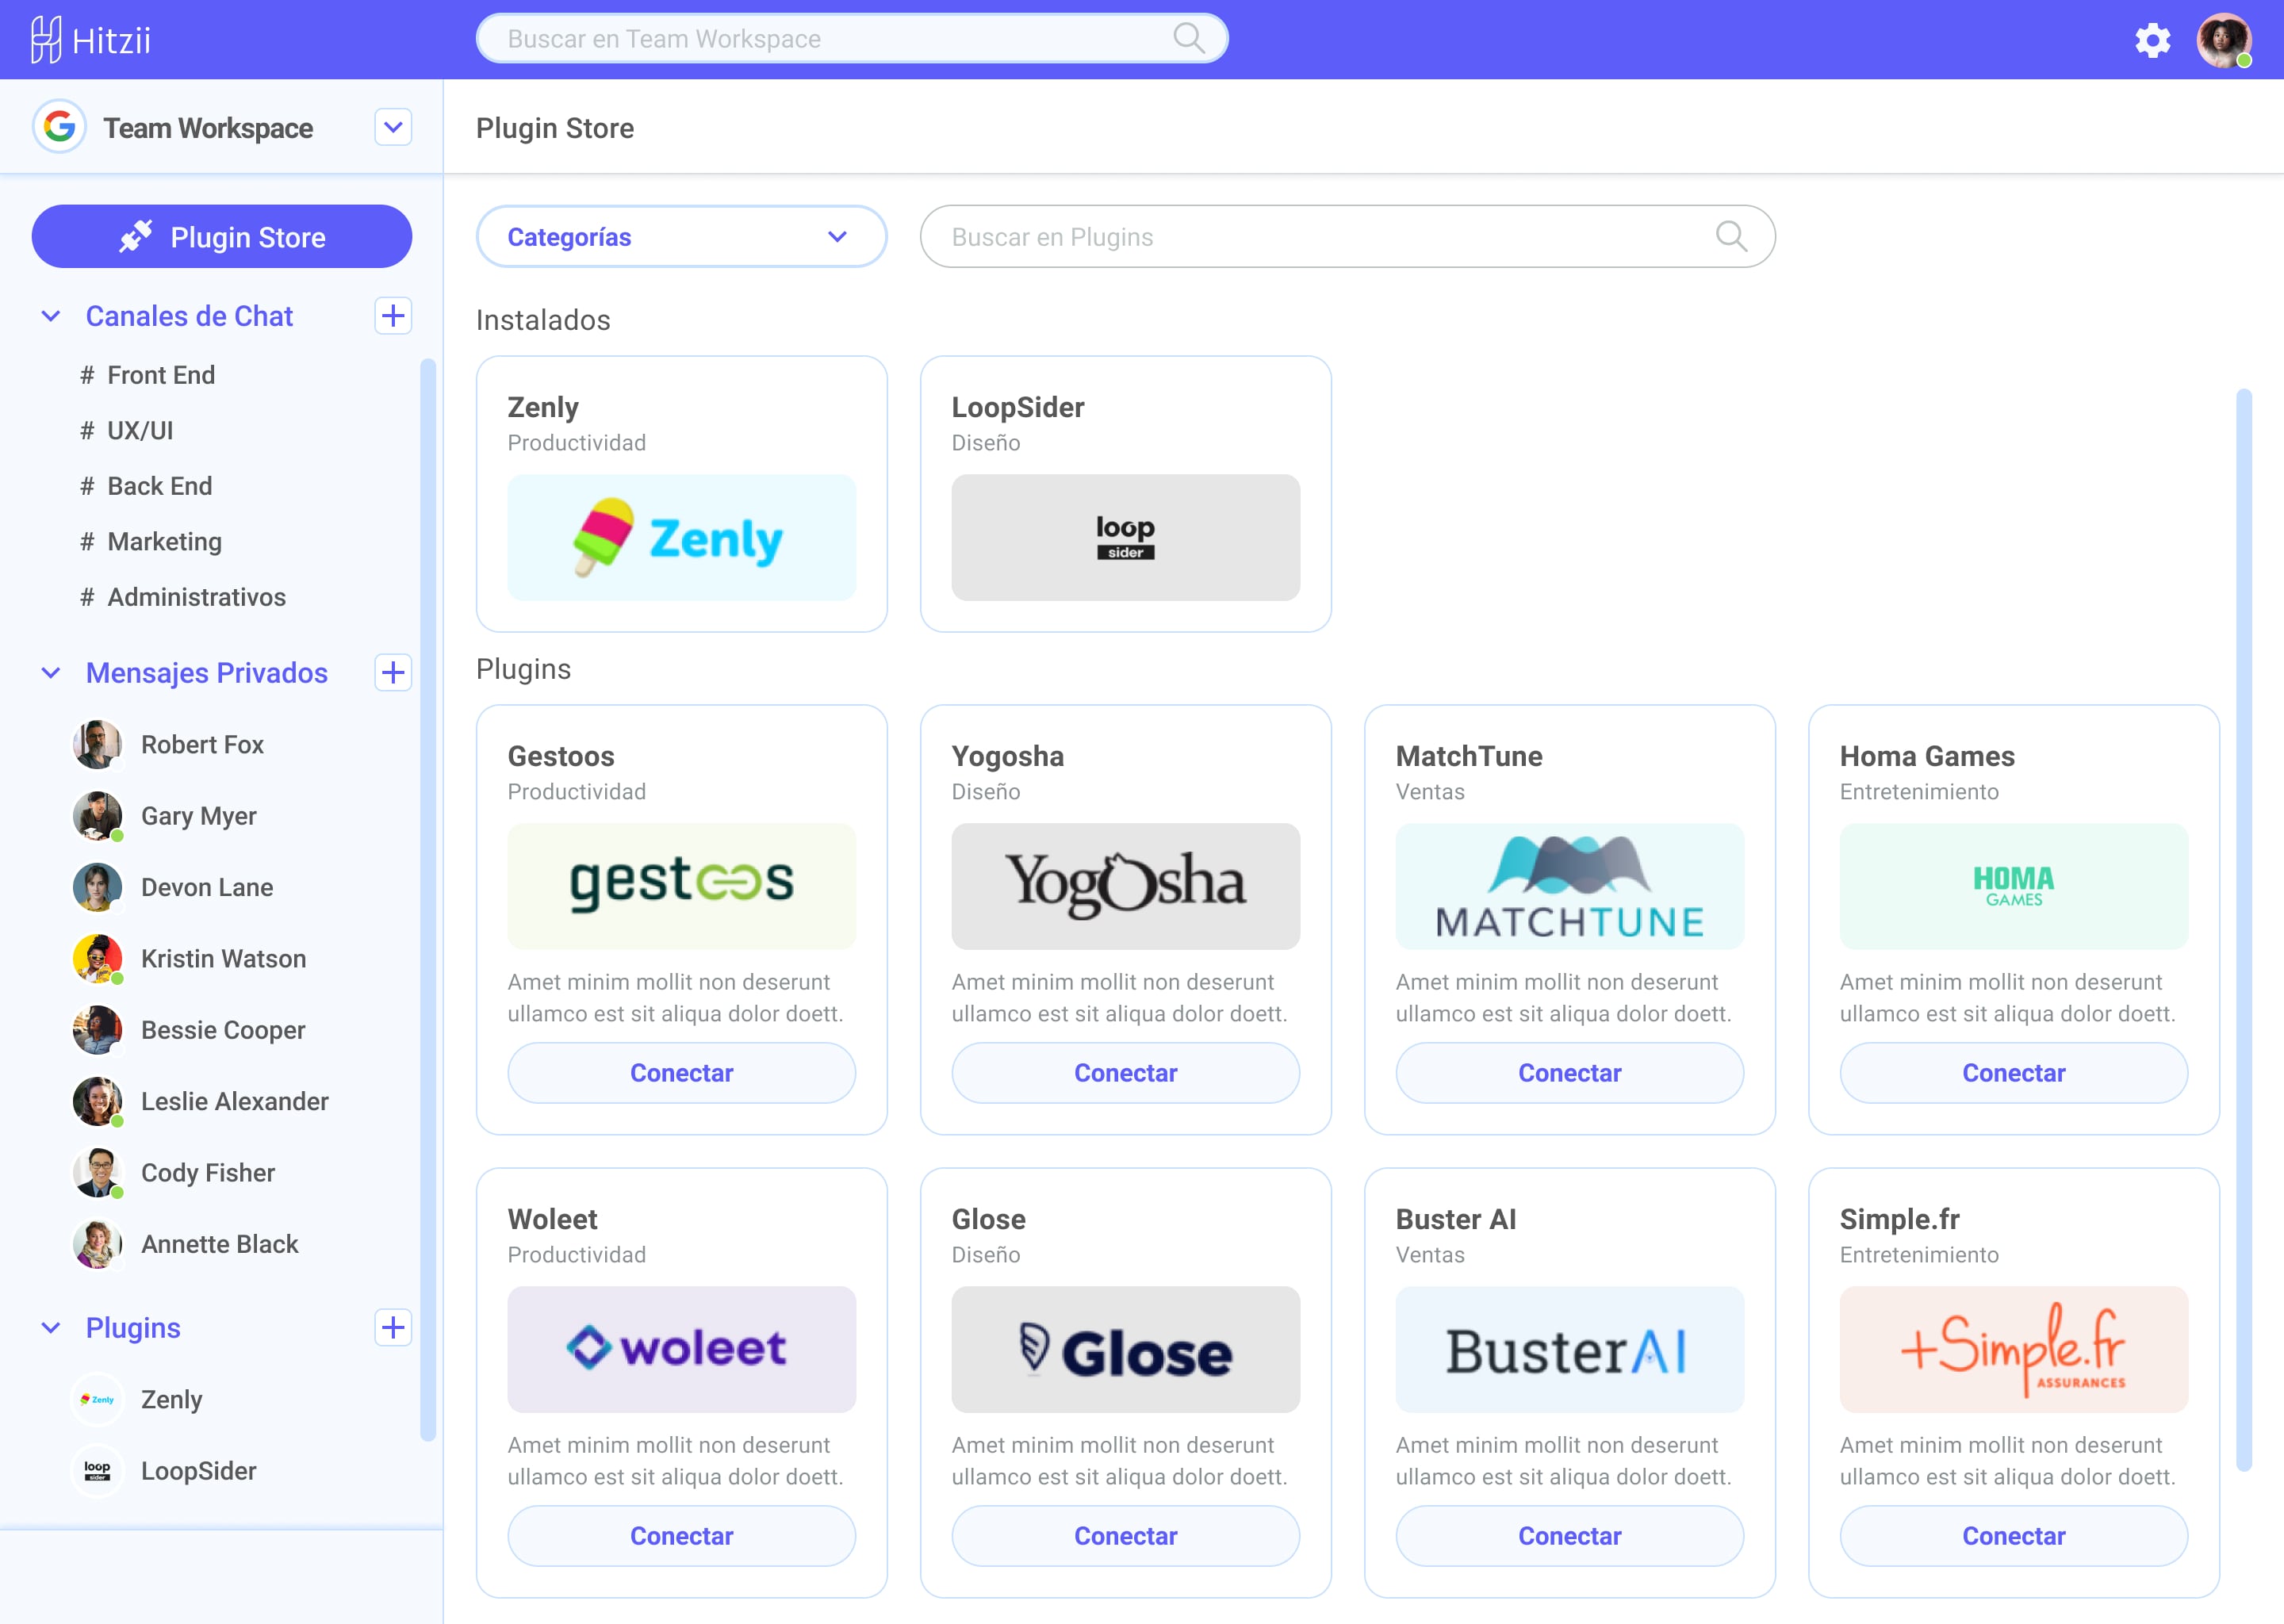 Hitzii
Buscar en Team Workspace
Team Workspace
Plugin Store
Plugin Store
Categorías
Buscar en Plugins
Canales de Chat
# Front End
# UX/UI
# Back End
# Marketing
# Administrativos
Mensajes Privados
Robert Fox
Gary Myer
Devon Lane
Kristin Watson
Bessie Cooper
Leslie Alexander
Cody Fisher
Annette Black
Plugins
Zenly
Zenly
loop
sider
LoopSider
Instalados
Zenly
Productividad
Zenly
LoopSider
Diseño
loop
sider
Plugins
Gestoos
Productividad
gestoos
Amet minim mollit non deserunt
ullamco est sit aliqua dolor doett.
Conectar
Yogosha
Diseño
YogOsha
Amet minim mollit non deserunt
ullamco est sit aliqua dolor doett.
Conectar
MatchTune
Ventas
MATCHTUNE
Amet minim mollit non deserunt
ullamco est sit aliqua dolor doett.
Conectar
Homa Games
Entretenimiento
HOMA
GAMES
Amet minim mollit non deserunt
ullamco est sit aliqua dolor doett.
Conectar
Woleet
Productividad
woleet
Amet minim mollit non deserunt
ullamco est sit aliqua dolor doett.
Conectar
Glose
Diseño
Glose
Amet minim mollit non deserunt
ullamco est sit aliqua dolor doett.
Conectar
Buster AI
Ventas
BusterAI
Amet minim mollit non deserunt
ullamco est sit aliqua dolor doett.
Conectar
Simple.fr
Entretenimiento
+Simple.fr
ASSURANCES
Amet minim mollit non deserunt
ullamco est sit aliqua dolor doett.
Conectar